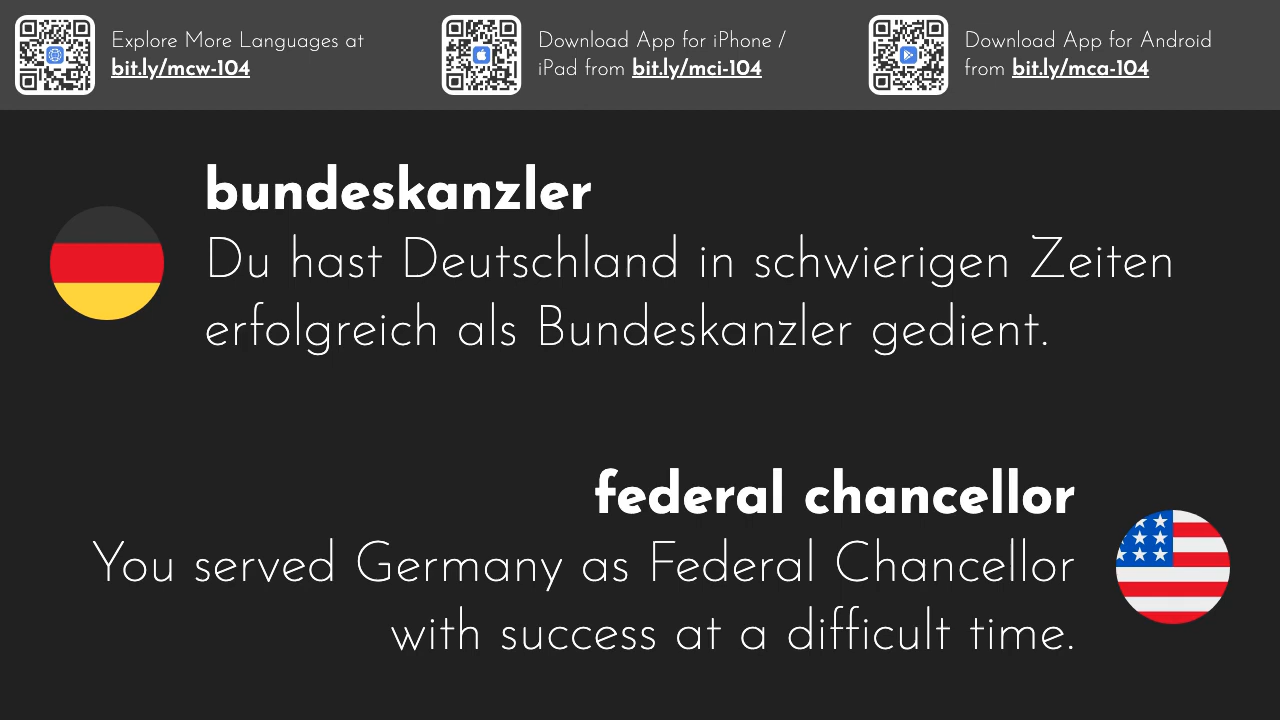 Explore More Languages at
bit.ly/mcw-104
Download App for iPhone /
iPad from bit.ly/mci-104
Download App for Android
from bit.ly/mca-104
bundeskanzler
Du hast Deutschland in schwierigen Zeiten
erfolgreich als Bundeskanzler gedient.
federal chancellor
You served Germany as Federal Chancellor
with success at a difficult time.